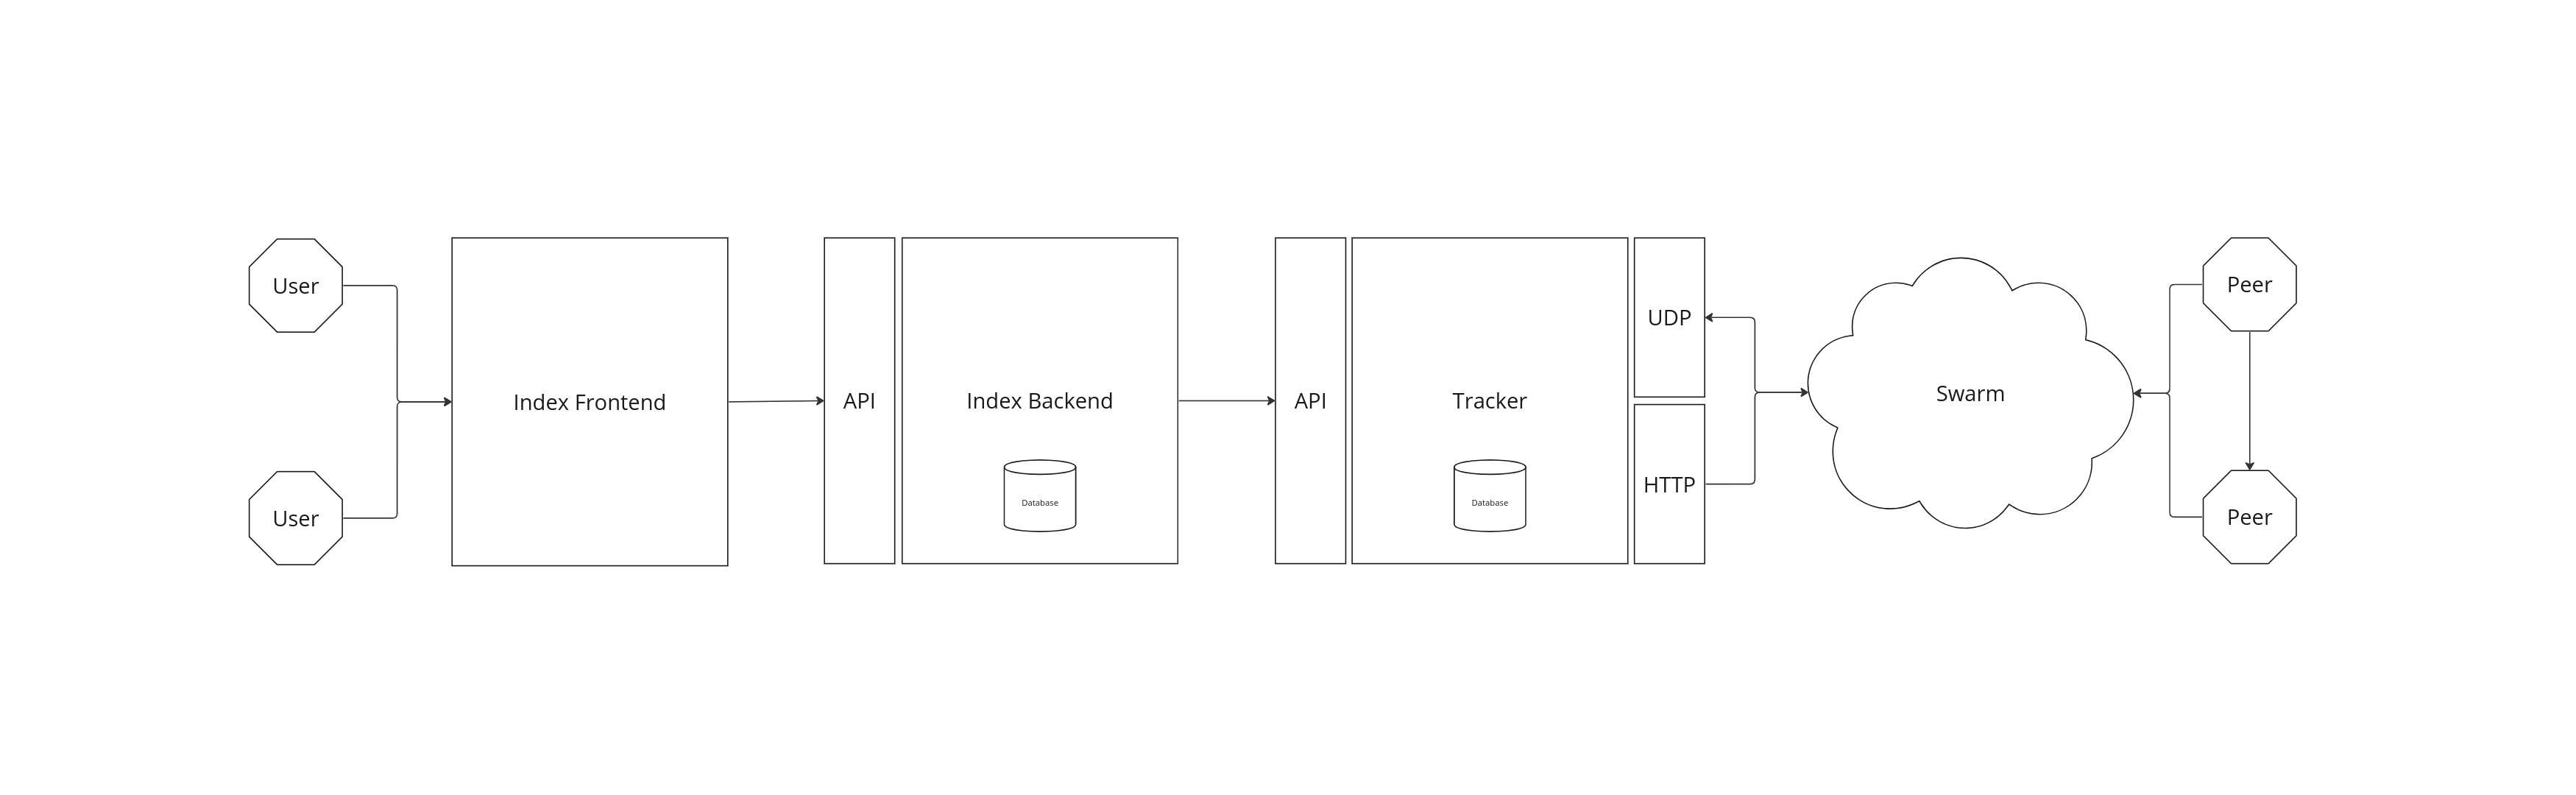 User
User
Index Frontend
API
Index Backend
Database
API
Tracker
Database
UDP
HTTP
Swarm
Peer
Peer